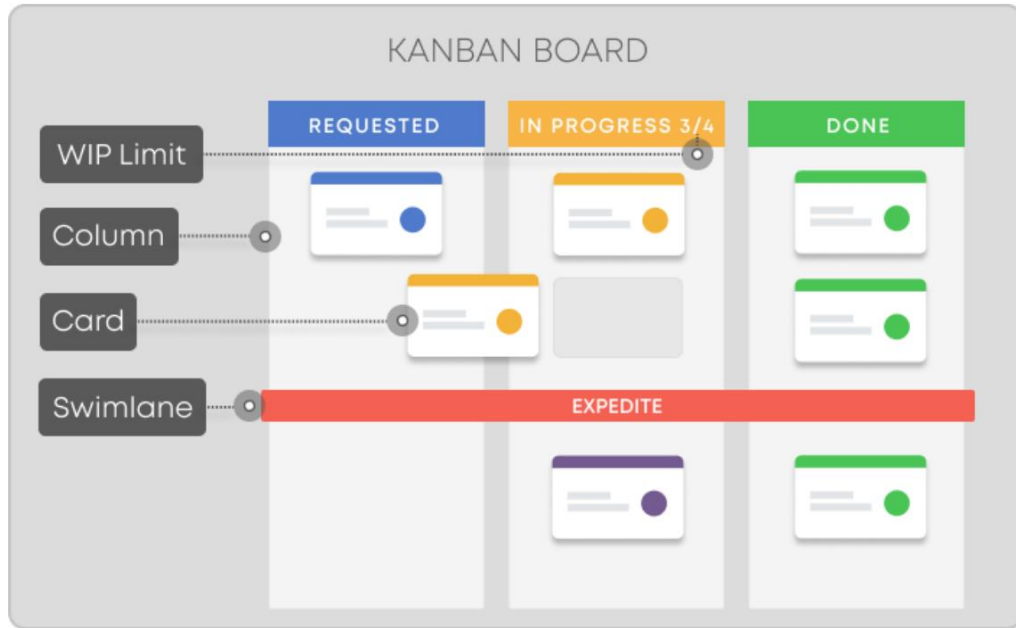 KANBAN BOARD
REQUESTED
IN PROGRESS 3/4
DONE
WIP Limit
Column
Card
Swimlane
EXPEDITE